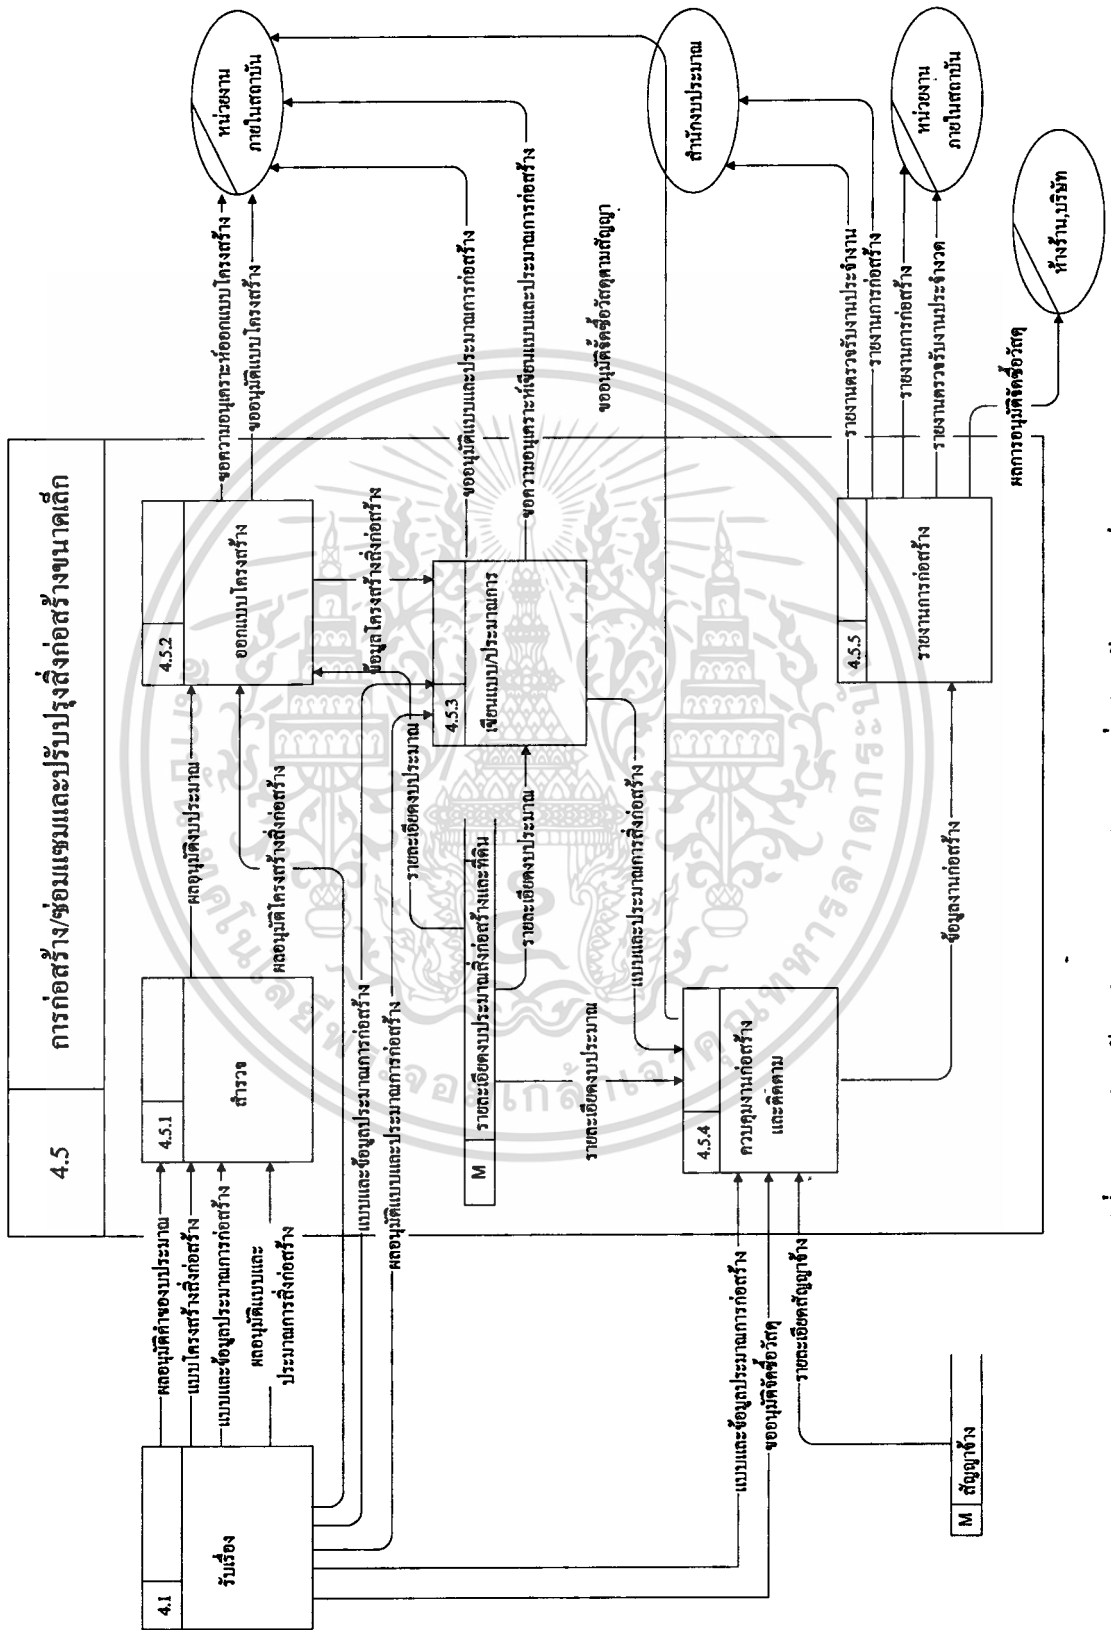 4.5
การก่อสร้าง/ซ่อมแซมและปรับปรุงสิ่งก่อสร้างขนาดเล็ก
4.1
รับเรื่อง
ผลอนุมัติคำของบประมาณ
แบบโครงสร้างสิ่งก่อสร้าง
แบบและข้อมูลประมาณการก่อสร้าง
ผลอนุมัติแบบและ
ประมาณการสิ่งก่อสร้าง
4.5.1
สำรวจ
ผลอนุมัติงบประมาณ
ผลอนุมัติโครงสร้างสิ่งก่อสร้าง
4.5.2
ออกแบบโครงสร้าง
ขอความอนุเคราะห์ออกแบบโครงสร้าง
ขออนุมัติแบบโครงสร้าง
หน่วยงาน
ภายในสถาบัน
ข้อมูลโครงสร้างสิ่งก่อสร้าง
แบบและข้อมูลประมาณการก่อสร้าง
ผลอนุมัติแบบและประมาณการก่อสร้าง
รายละเอียดงบประมาณ
4.5.3
เขียนแบบ/ประมาณการ
ขออนุมัติแบบและประมาณการก่อสร้าง
ขอความอนุเคราะห์เขียนแบบและประมาณการก่อสร้าง
M
รายละเอียดงบประมาณสิ่งก่อสร้างและที่ดิน
รายละเอียดงบประมาณ
รายละเอียดงบประมาณ
แบบและประมาณการสิ่งก่อสร้าง
ขออนุมัติจัดซื้อวัสดุตามสัญญา
สำนักงบประมาณ
4.5.4
ควบคุมงานก่อสร้าง
และติดตาม
แบบและข้อมูลประมาณการก่อสร้าง
ขออนุมัติจัดซื้อวัสดุ
รายละเอียดสัญญาจ้าง
M
สัญญาจ้าง
ข้อมูลงานก่อสร้าง
4.5.5
รายงานการก่อสร้าง
รายงานตรวจรับงานประจำงาน
รายงานการก่อสร้าง
รายงานการก่อสร้าง
รายงานตรวจรับงานประจำงวด
ผลการอนุมัติจัดซื้อวัสดุ
หน่วยงาน
ภายในสถาบัน
ห้างร้าน,บริษัท